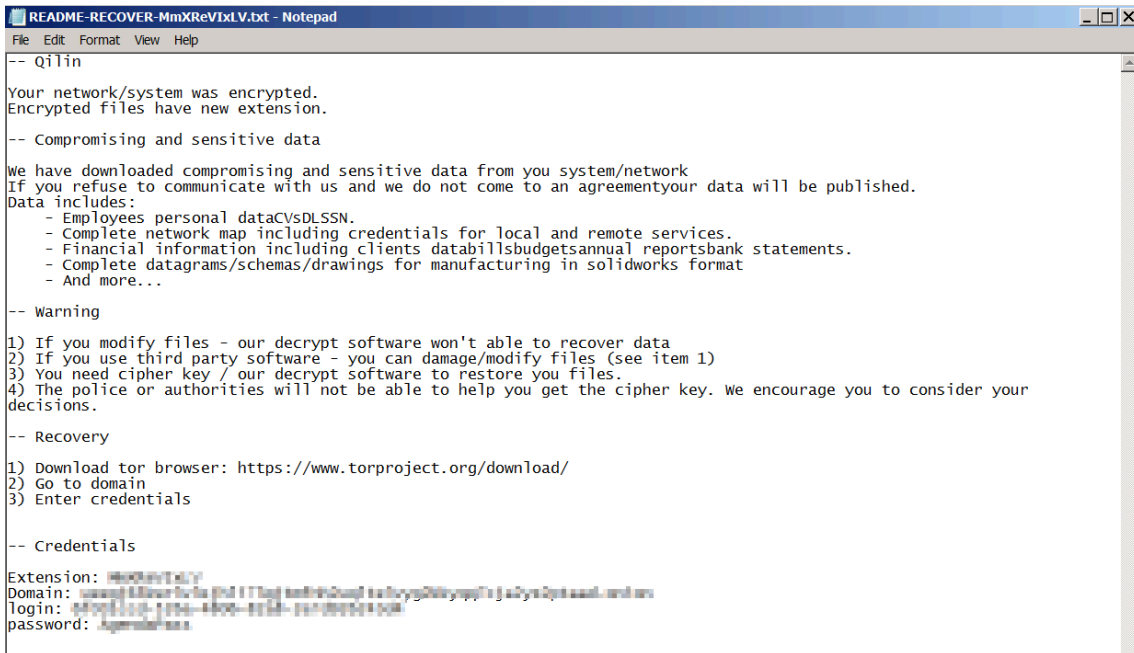 README-RECOVER-MmXReVIxLV.txt - Notepad
File Edit Format View Help
-- Qilin
Your network/system was encrypted.
Encrypted files have new extension.
-- Compromising and sensitive data
We have downloaded compromising and sensitive data from you system/network
If you refuse to communicate with us and we do not come to an agreementyour data will be published.
Data includes:
- Employees personal dataCVsDLSSN.
- Complete network map including credentials for local and remote services.
- Financial information including clients databillsbudgetsannual reportsbank statements.
- Complete datagrams/schemas/drawings for manufacturing in solidworks format
- And more...
-- Warning
1) If you modify files - our decrypt software won't able to recover data
2) If you use third party software - you can damage/modify files (see item 1)
3) You need cipher key / our decrypt software to restore you files.
4) The police or authorities will not be able to help you get the cipher key. We encourage you to consider your
decisions.
-- Recovery
1) Download tor browser: https://www.torproject.org/download/
2) Go to domain
3) Enter credentials
-- Credentials
Extension:
Domain:
login:
password: